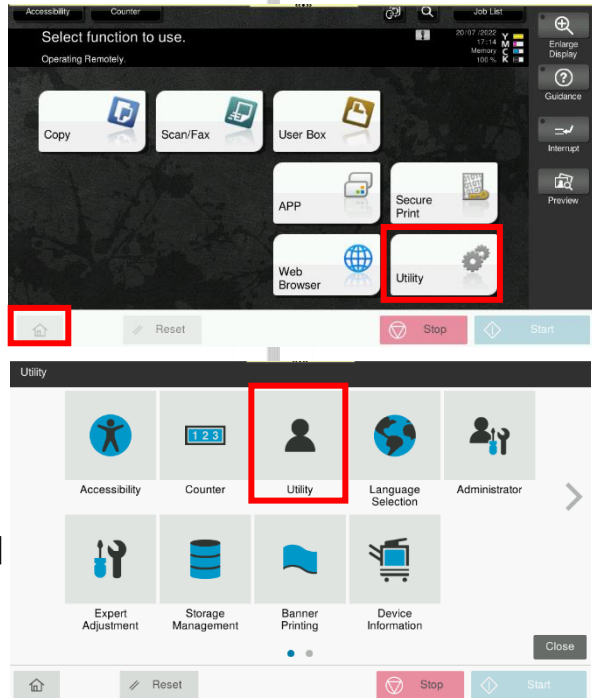 Accessibility Counter Job List
Select function to use.
Operating Remotely.
20/07 /2022
17:14
Memory
100 %
Y
M
C
K
Enlarge
Display
Guidance
Interrupt
Preview
Copy
Scan/Fax
User Box
APP
Secure
Print
Web
Browser
Utility
Reset
Stop
Start
Utility
1 2 3
Accessibility
Counter
Utility
Language
Selection
Administrator
Expert
Adjustment
Storage
Management
Banner
Printing
Device
Information
Close
Reset
Stop
Start